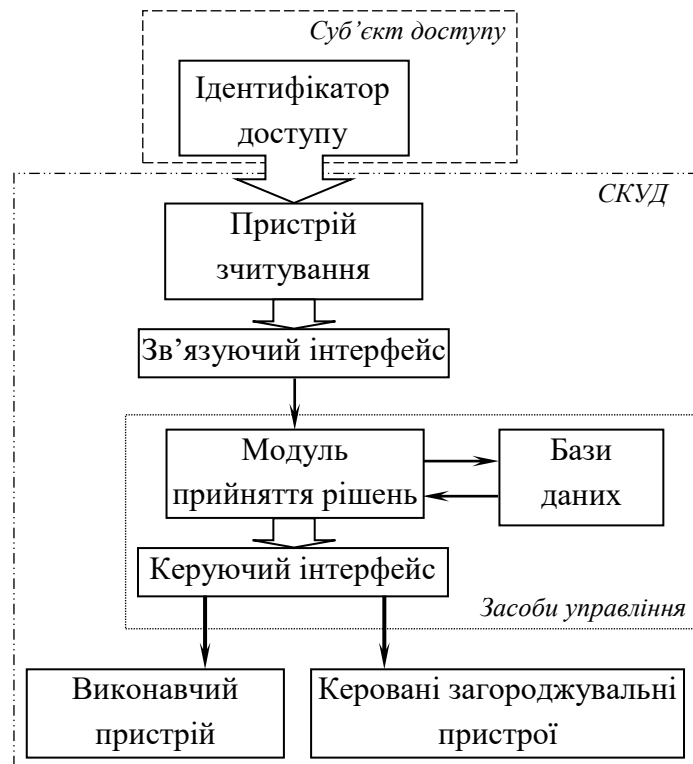 Суб’єкт доступу
Ідентифікатор
доступу
СКУД
Пристрій
зчитування
Зв’язуючий інтерфейс
Модуль
прийняття рішень
Бази
даних
Керуючий інтерфейс
Засоби управління
Виконавчий
пристрій
Керовані загороджувальні
пристрої